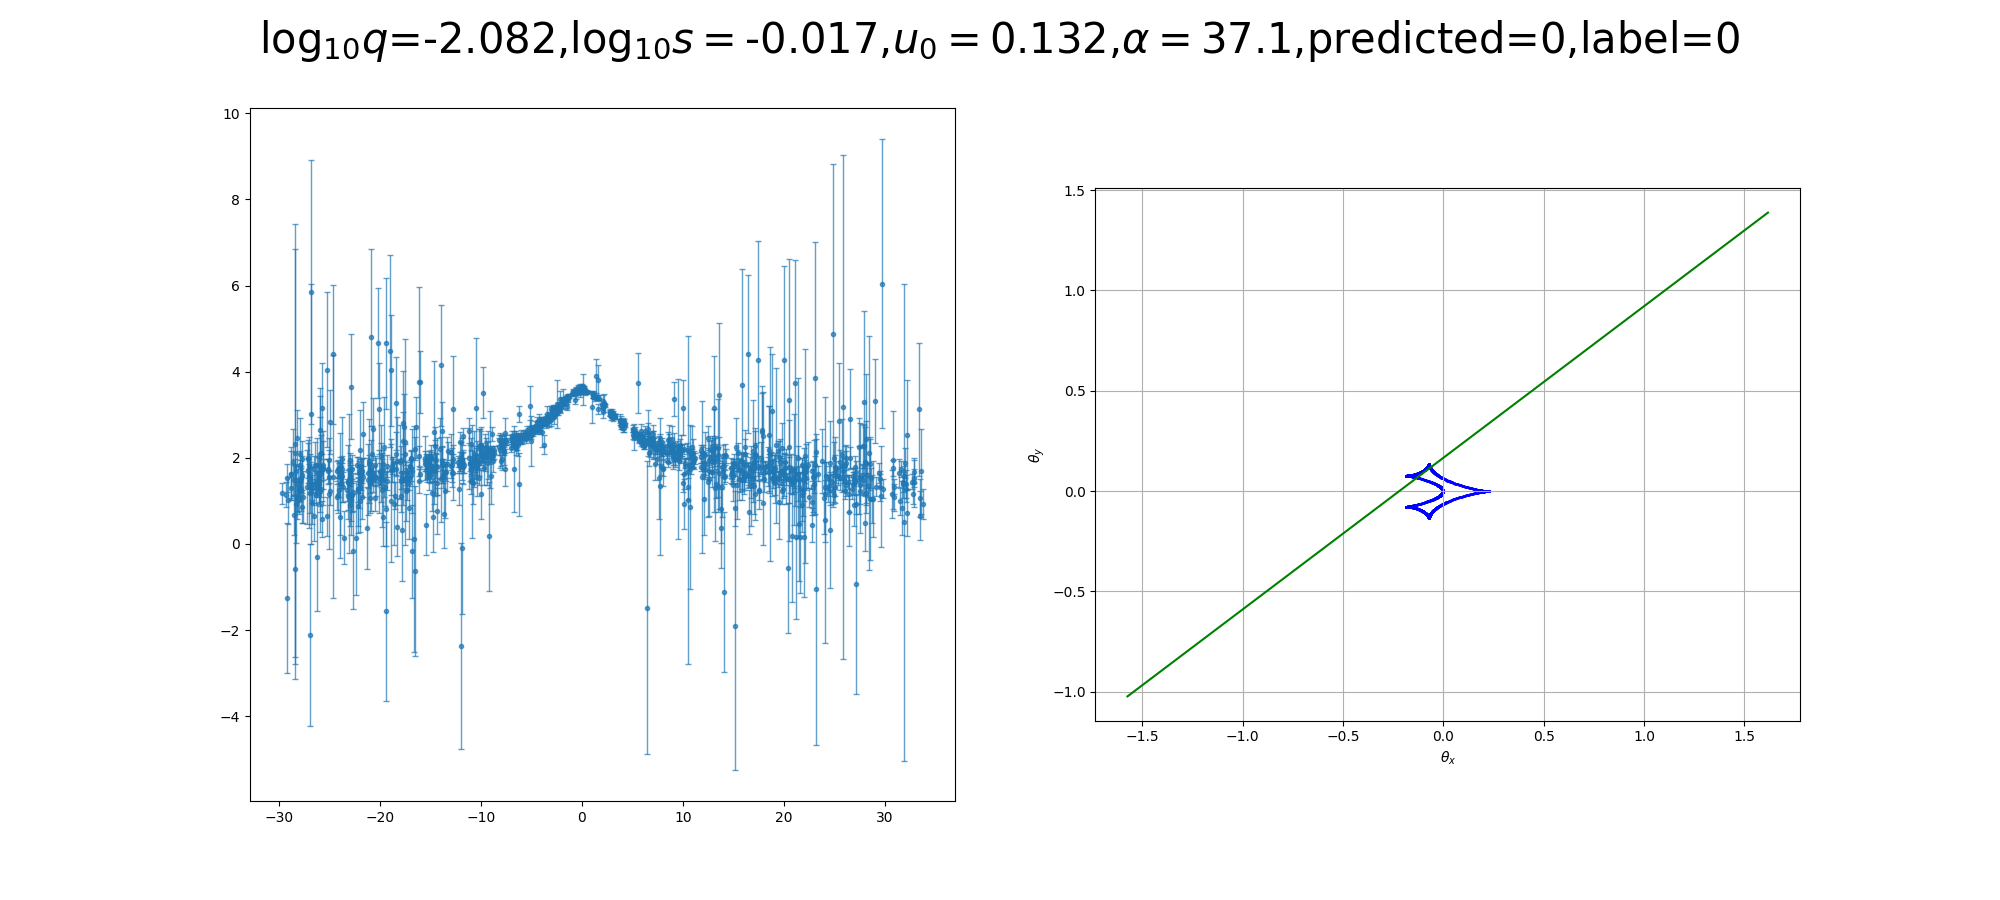 log₁₀q=-2.082,log₁₀s = -0.017,u₀ = 0.132,α = 37.1,predicted=0,label=0
10
8
6
4
2
0
−2
−4
−30 −20 −10 0 10 20 30
1.5
1.0
0.5
0.0
−0.5
−1.0
θy
−1.5 −1.0 −0.5 0.0 0.5 1.0 1.5
θx